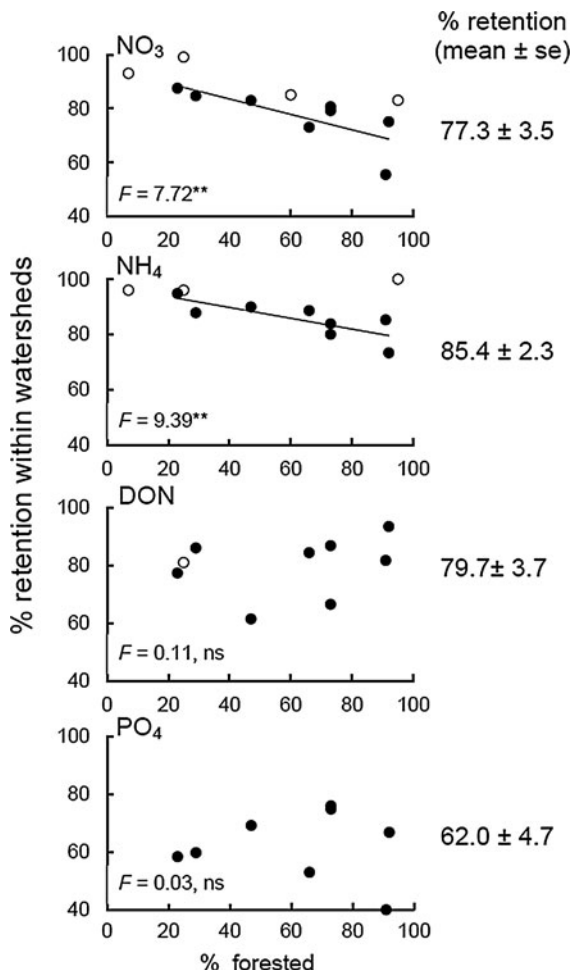 % retention
(mean ± se)
% retention within watersheds
NO3
100
80
60
40
F = 7.72**
0 20 40 60 80 100
77.3 ± 3.5
NH4
100
80
60
40
F = 9.39**
0 20 40 60 80 100
85.4 ± 2.3
DON
100
80
60
40
F = 0.11, ns
0 20 40 60 80 100
79.7± 3.7
PO4
100
80
60
40
F = 0.03, ns
0 20 40 60 80 100
62.0 ± 4.7
% forested